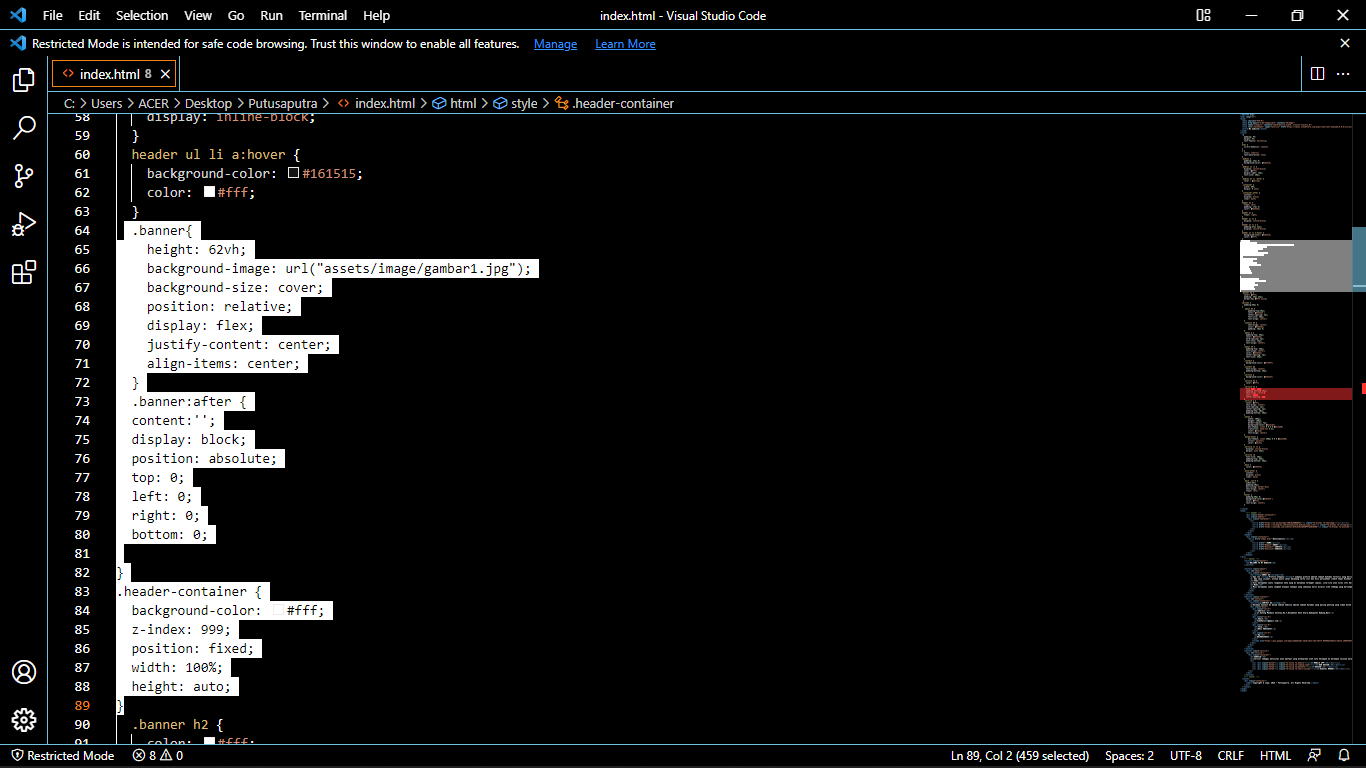 File Edit Selection View Go Run Terminal Help index.html - Visual Studio Code
Restricted Mode is intended for safe code browsing. Trust this window to enable all features. Manage Learn More
index.html 8
C: > Users > ACER > Desktop > Putusaputra > index.html > html > style > .header-container
58 display: inline-block;
59 }
60 header ul li a:hover {
61 background-color: #161515;
62 color: #fff;
63 }
64 .banner{
65 height: 62vh;
66 background-image: url("assets/image/gambar1.jpg");
67 background-size: cover;
68 position: relative;
69 display: flex;
70 justify-content: center;
71 align-items: center;
72 }
73 .banner:after {
74 content:'';
75 display: block;
76 position: absolute;
77 top: 0;
78 left: 0;
79 right: 0;
80 bottom: 0;
81
82 }
83 .header-container {
84 background-color: #fff;
85 z-index: 999;
86 position: fixed;
87 width: 100%;
88 height: auto;
89 }
90 .banner h2 {
91 color: #fff;
Restricted Mode 8 0 Ln 89, Col 2 (459 selected) Spaces: 2 UTF-8 CRLF HTML